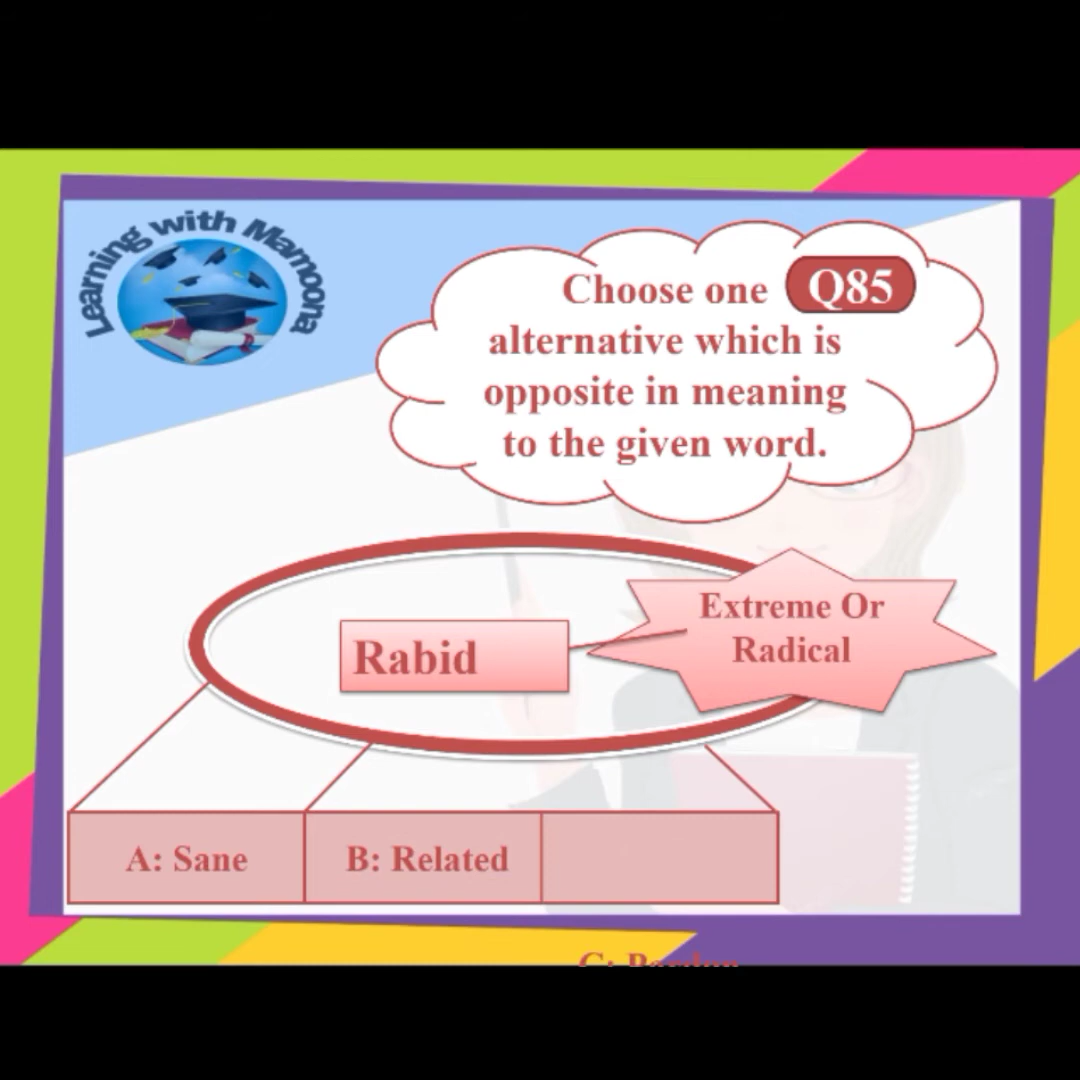 Learning with Mamoona
Choose one Q85
alternative which is
opposite in meaning
to the given word.
Extreme Or
Radical
Rabid
A: Sane
B: Related
C: